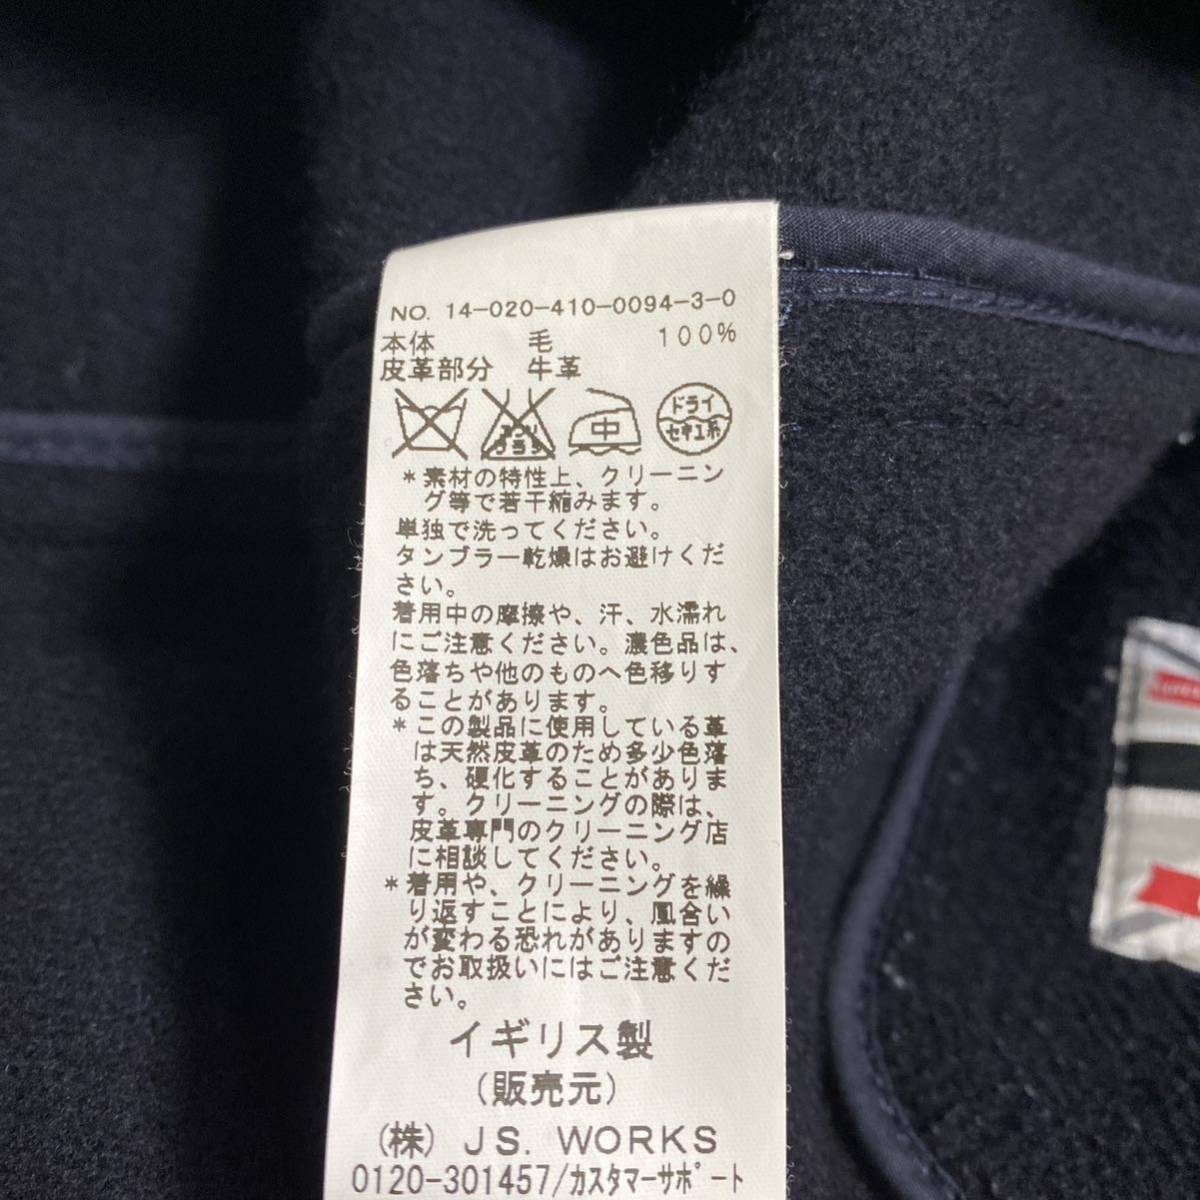 NO. 14-020-410-0094-3-0
本体 毛 100%
皮革部分 牛革
エンソ サラシ 中 ドライ セキユ系
*素材の特性上、クリーニン
グ等で若干縮みます。
単独で洗ってください。
タンブラー乾燥はお避けくだ
さい。
着用中の摩擦や、汗、水濡れ
にご注意ください。濃色品は、
色落ちや他のものへ色移りす
ることがあります。
*この製品に使用している革
は天然皮革のため多少色落
ち、硬化することがありま
す。クリーニングの際は、
皮革専門のクリーニング店
に相談してください。
*着用や、クリーニングを繰
り返すことにより、風合い
が変わる恐れがありますの
でお取扱いにはご注意くだ
さい。
イギリス製
(販売元)
(株) JS. WORKS
0120-301457/カスタマーサポート